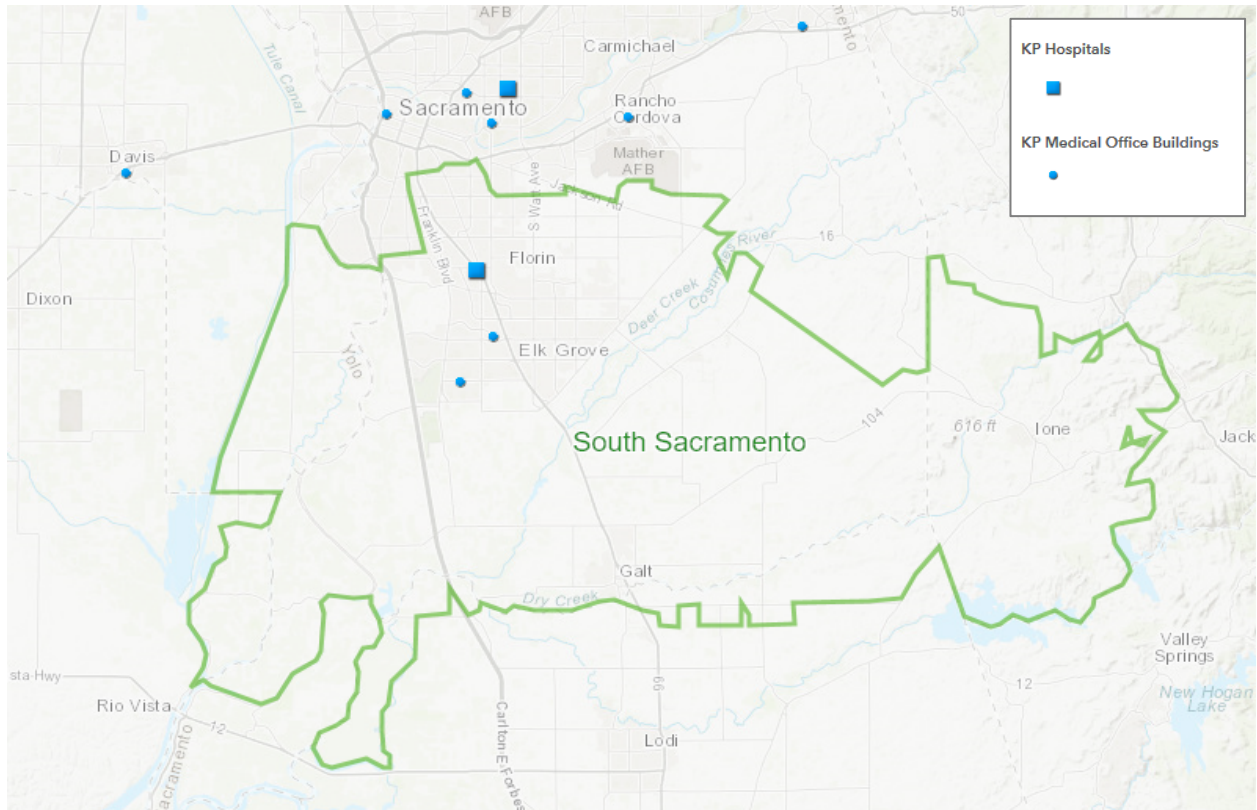 AFB
50
Sacramento
Carmichael
KP Hospitals
KP Medical Office Buildings
Tule Canal
Sacramento
Rancho
Cordova
Davis
Mather
AFB
S Watt Ave
Jackson Rd
Franklin Blvd
Florin
16
Deer Creek
Cosumnes River
Dixon
Yolo
Elk Grove
104
616 ft
Ione
South Sacramento
Jack
Galt
Dry Creek
Valley
Springs
sta Hwy
Rio Vista
12
66
12
New Hogan
Lake
Carlton E Forbes
Lodi
Sacramento